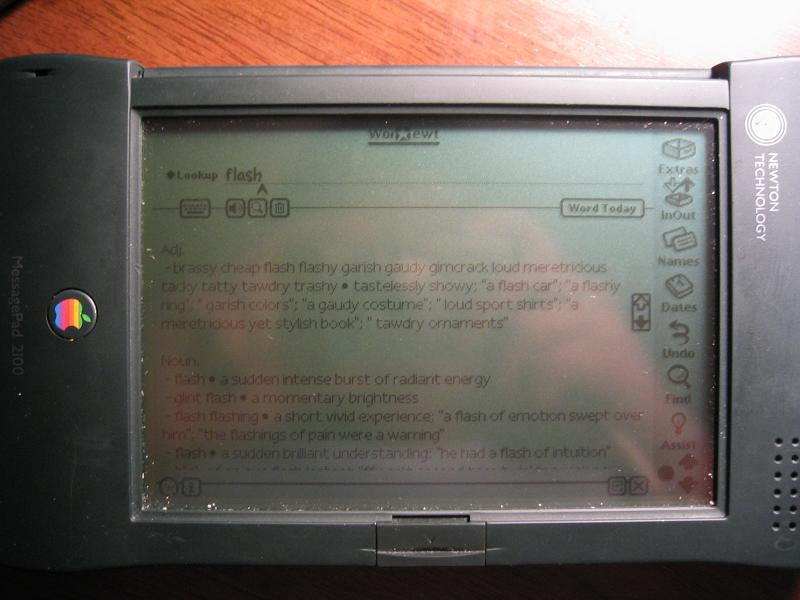 WordNewt
Lookup flash
Word Today
Adj.
- brassy cheap flash flashy garish gaudy gimcrack loud meretricious
tacky tatty tawdry trashy • tastelessly showy; "a flash car"; "a flashy
ring"; " garish colors"; "a gaudy costume"; " loud sport shirts"; "a
meretricious yet stylish book"; " tawdry ornaments"
Noun.
- flash • a sudden intense burst of radiant energy
- glint flash • a momentary brightness
- flash flashing • a short vivid experience; "a flash of emotion swept over
him"; "the flashings of pain were a warning"
- flash • a sudden brilliant understanding; "he had a flash of intuition"
Extras
InOut
Names
Dates
Undo
Find
Assist
NEWTON
TECHNOLOGY
MessagePad 2100